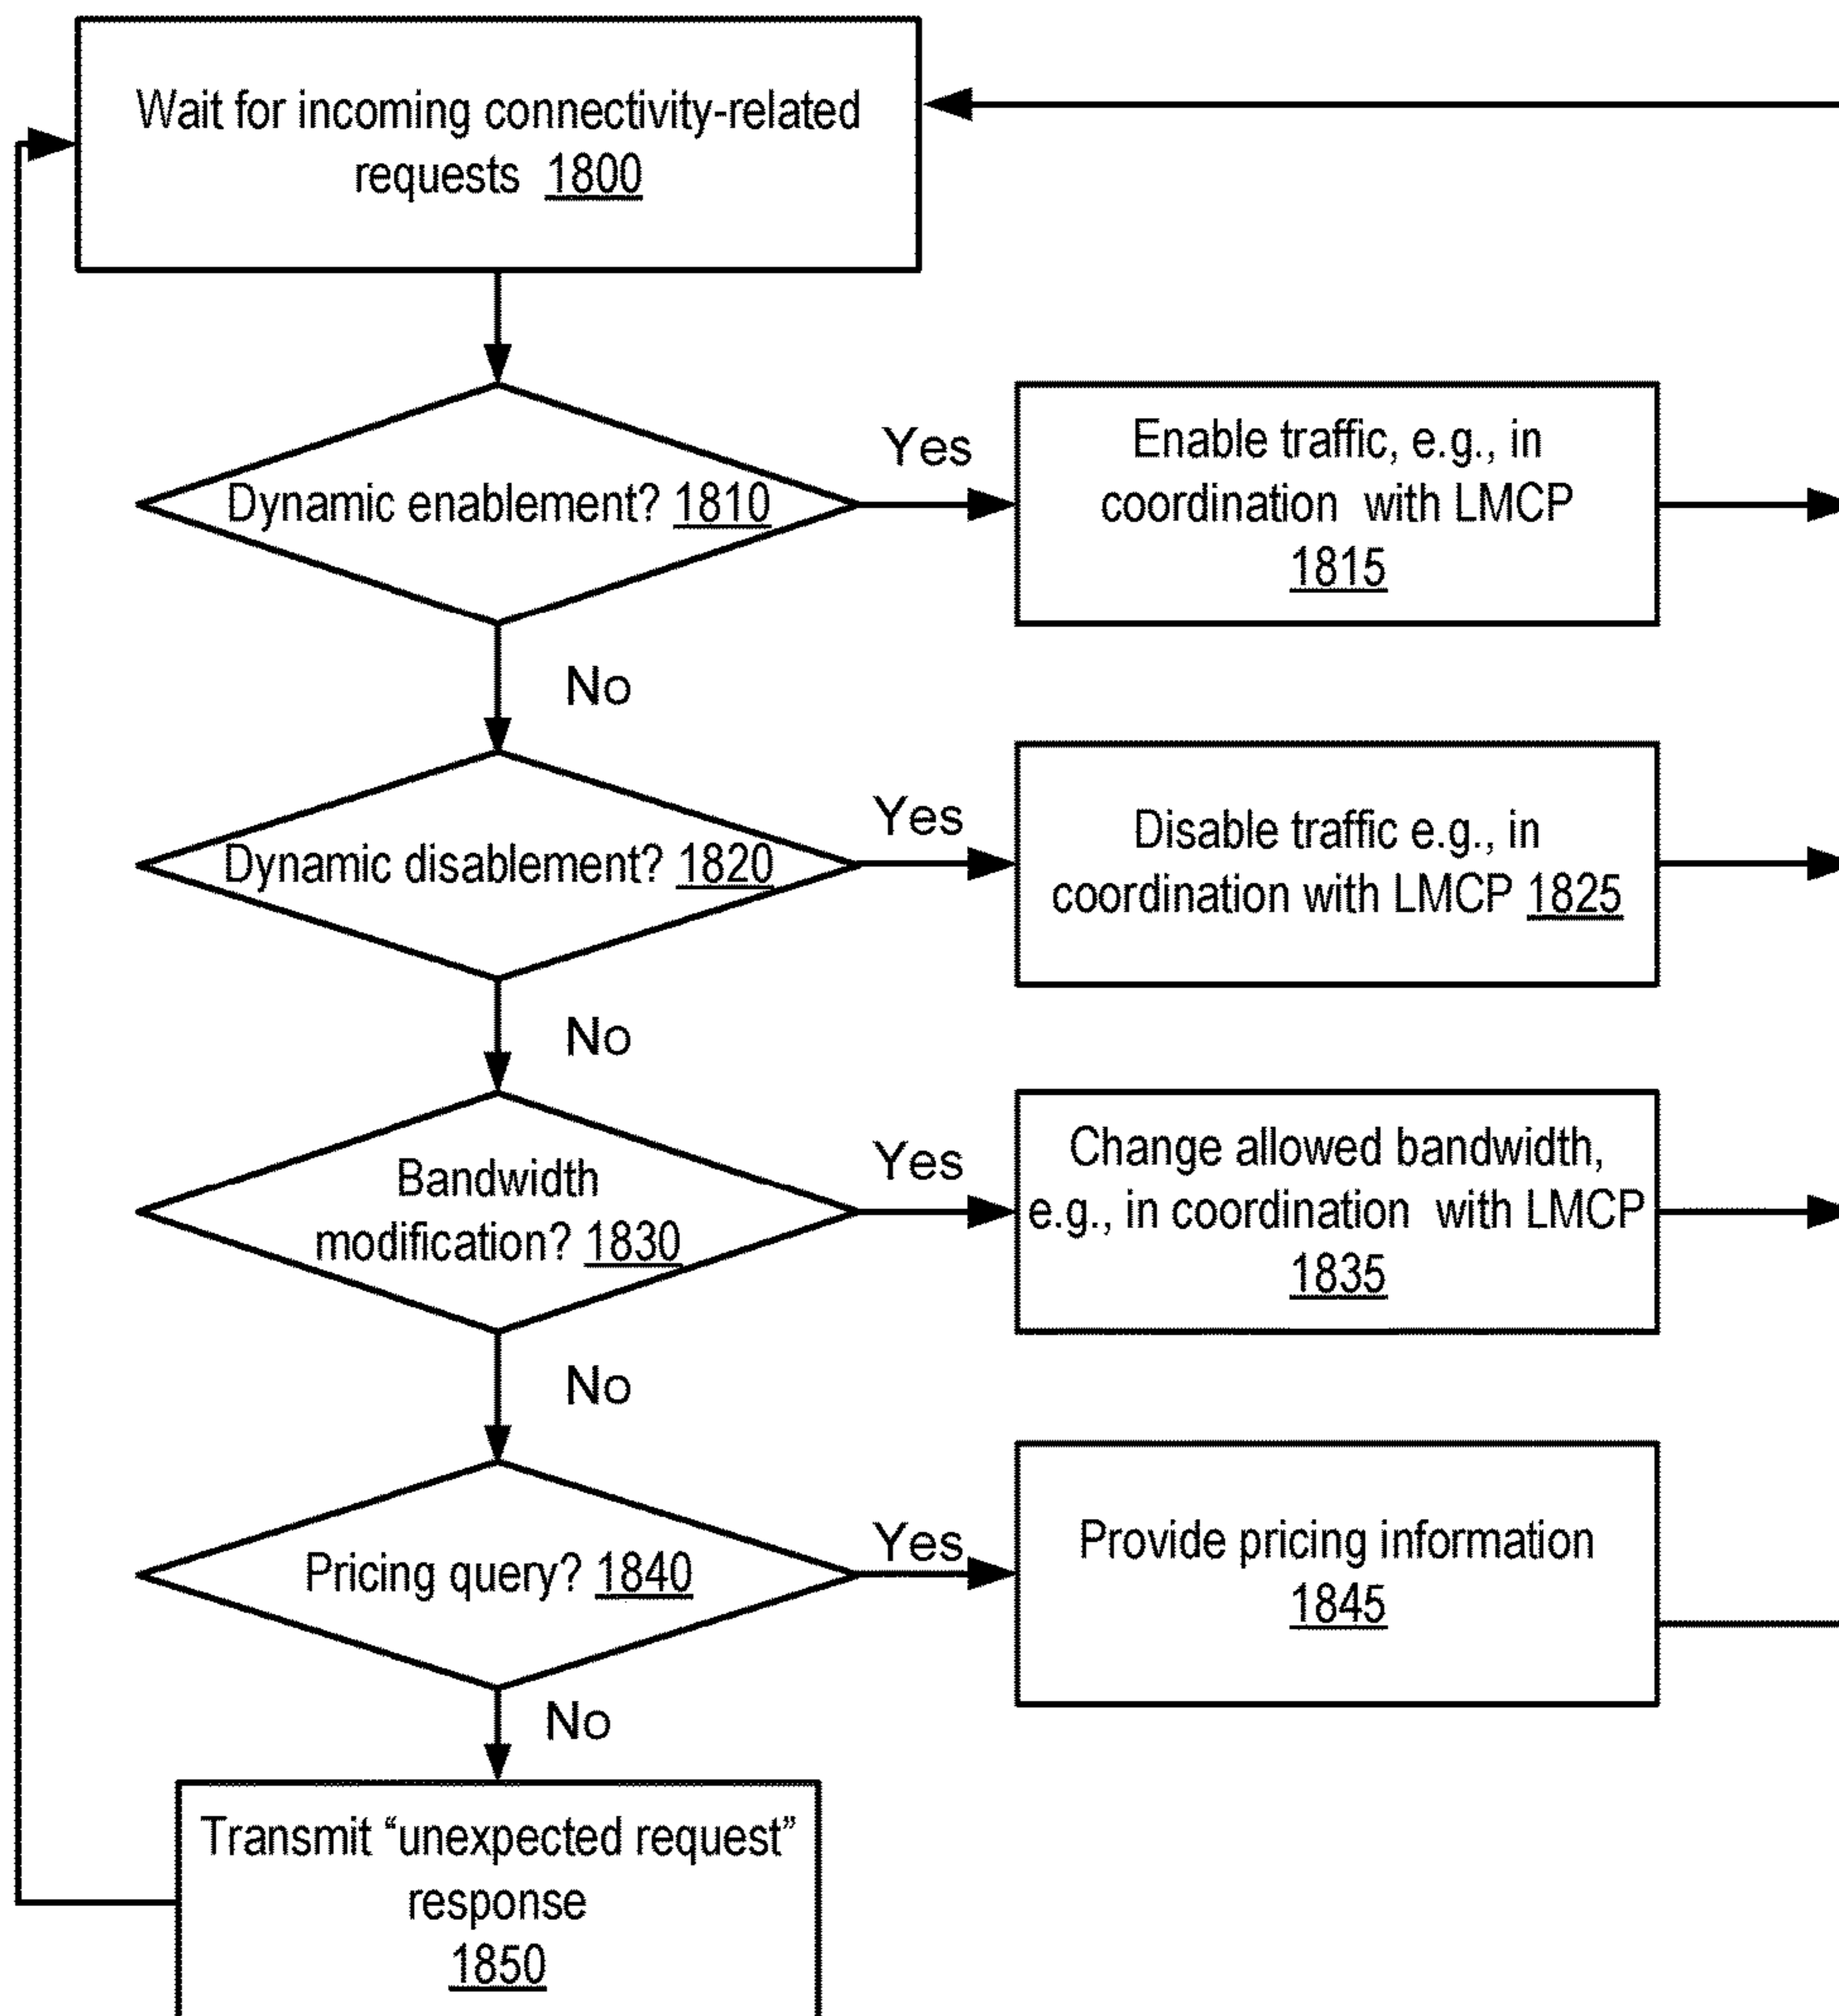 Wait for incoming connectivity-related
requests 1800
Dynamic enablement? 1810
Yes
Enable traffic, e.g., in
coordination with LMCP
1815
No
Dynamic disablement? 1820
Yes
Disable traffic e.g., in
coordination with LMCP 1825
No
Bandwidth
modification? 1830
Yes
Change allowed bandwidth,
e.g., in coordination with LMCP
1835
No
Pricing query? 1840
Yes
Provide pricing information
1845
No
Transmit “unexpected request”
response
1850